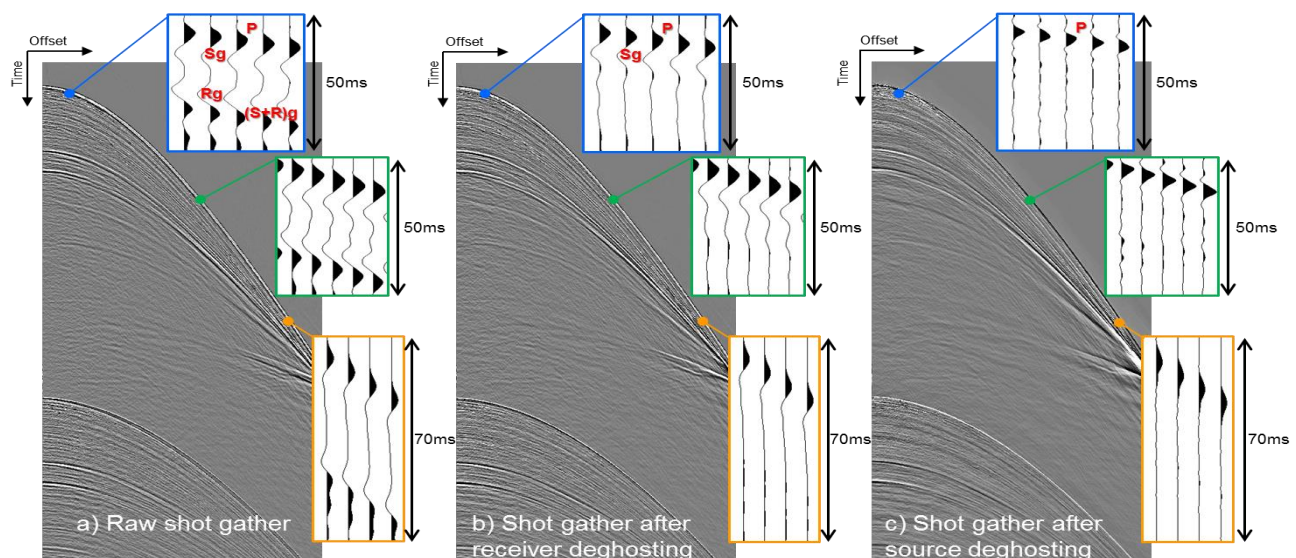 Offset
Time
P
Sg
Rg
(S+R)g
50ms
50ms
70ms
a) Raw shot gather
Offset
Time
P
Sg
50ms
50ms
70ms
b) Shot gather after
receiver deghosting
Offset
Time
P
50ms
50ms
70ms
c) Shot gather after
source deghosting